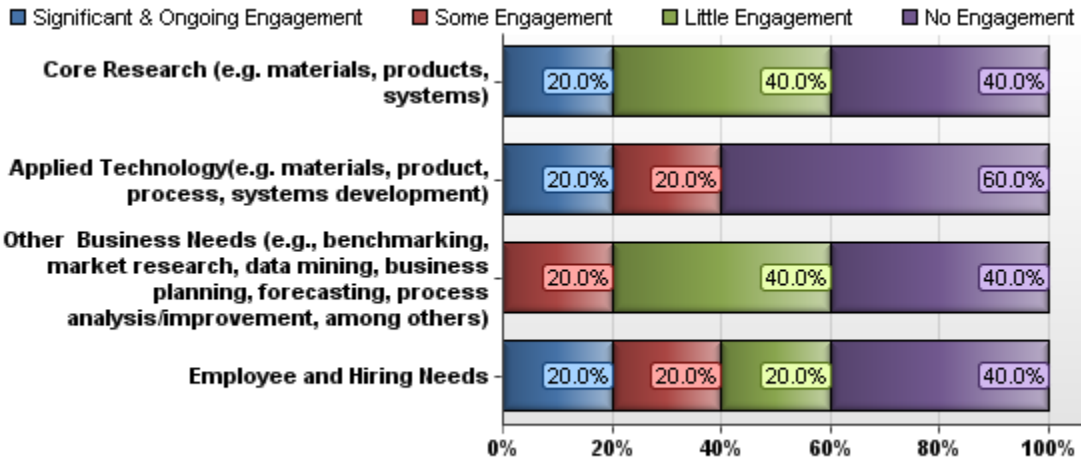 Significant & Ongoing Engagement Some Engagement Little Engagement No Engagement
Core Research (e.g. materials, products,
systems)
20.0% 40.0% 40.0%
Applied Technology(e.g. materials, product,
process, systems development)
20.0% 20.0% 60.0%
Other  Business Needs (e.g., benchmarking,
market research, data mining, business
planning, forecasting, process
analysis/improvement, among others)
20.0% 40.0% 40.0%
Employee and Hiring Needs
20.0% 20.0% 20.0% 40.0%
0% 20% 40% 60% 80% 100%